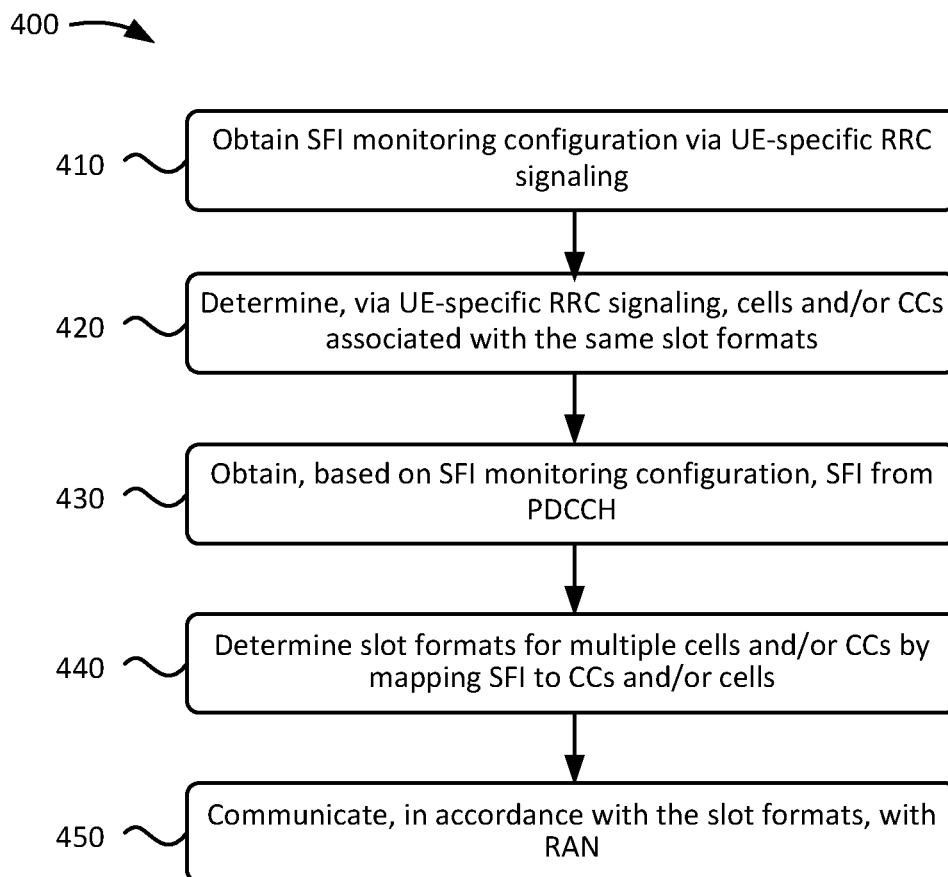 400
410
Obtain SFI monitoring configuration via UE-specific RRC
signaling
420
Determine, via UE-specific RRC signaling, cells and/or CCs
associated with the same slot formats
430
Obtain, based on SFI monitoring configuration, SFI from
PDCCH
440
Determine slot formats for multiple cells and/or CCs by
mapping SFI to CCs and/or cells
450
Communicate, in accordance with the slot formats, with
RAN